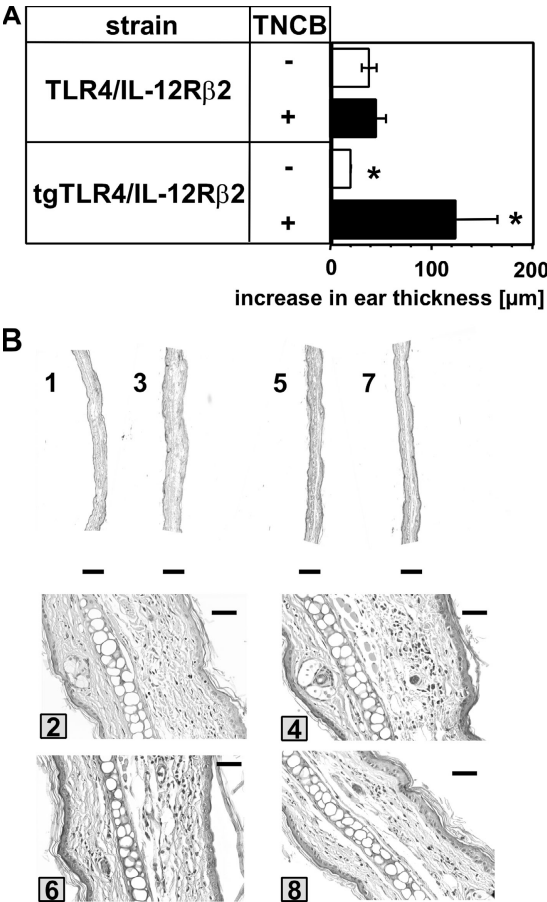 A
strain TNCB
TLR4/IL-12Rβ2
-
+
tgTLR4/IL-12Rβ2
-
*
+
*
0 100 200
increase in ear thickness [µm]
B
1 3 5 7
2 4
6 8